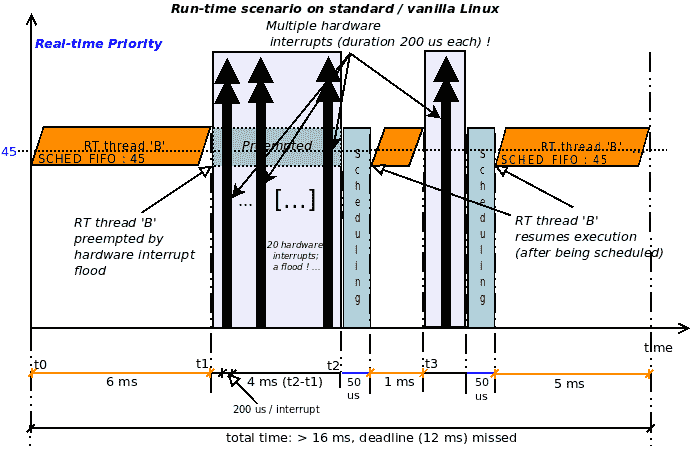 Run-time scenario on standard / vanilla Linux
Multiple hardware
interrupts (duration 200 us each) !
Real-time Priority
45
RT thread 'B'
SCHED_FIFO : 45
Preempted
Scheduling
RT thread 'B'
SCHED_FIFO : 45
Scheduling
... [...]
RT thread 'B'
preempted by
hardware interrupt
flood
20 hardware
interrupts;
a flood ! ...
RT thread 'B'
resumes execution
(after being scheduled)
time
t0
t1
t2
t3
6 ms
4 ms (t2-t1)
50
us
1 ms
50
us
5 ms
200 us / interrupt
total time: > 16 ms, deadline (12 ms) missed